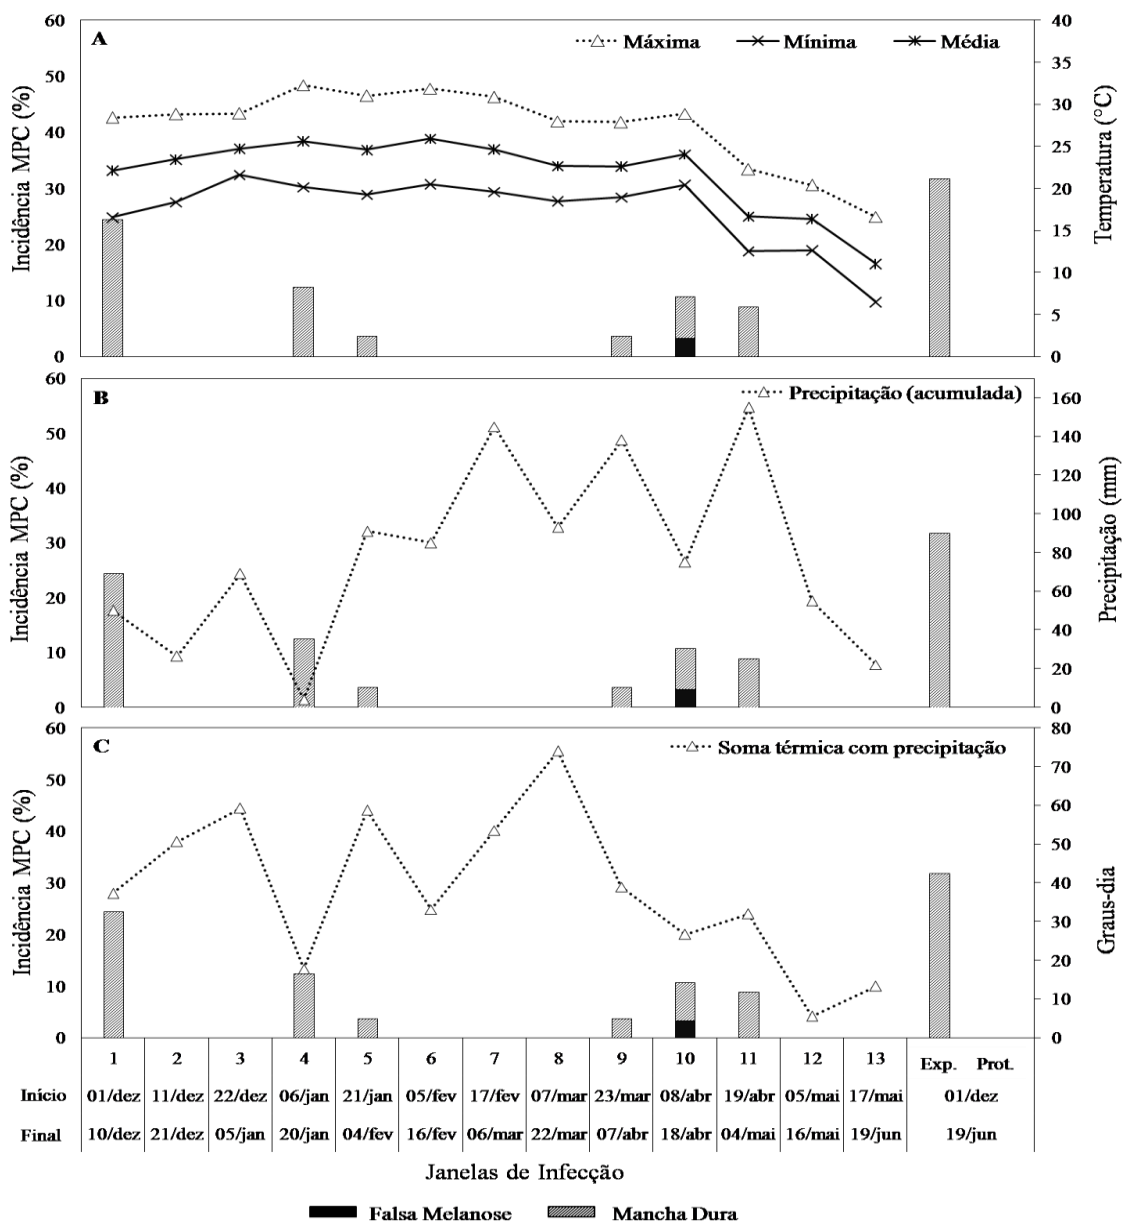 60
50
40
30
20
10
0
Incidência MPC (%)
A
Máxima Mínima Média
40
35
30
25
20
15
10
5
0
Temperatura (°C)
60
50
40
30
20
10
0
Incidência MPC (%)
B
Precipitação (acumulada)
160
140
120
100
80
60
40
20
0
Precipitação (mm)
60
50
40
30
20
10
0
Incidência MPC (%)
C
Soma térmica com precipitação
80
70
60
50
40
30
20
10
0
Graus-dia
1 2 3 4 5 6 7 8 9 10 11 12 13 Exp. Prot.
Início 01/dez 11/dez 22/dez 06/jan 21/jan 05/fev 17/fev 07/mar 23/mar 08/abr 19/abr 05/mai 17/mai 01/dez
Final 10/dez 21/dez 05/jan 20/jan 04/fev 16/fev 06/mar 22/mar 07/abr 18/abr 04/mai 16/mai 19/jun 19/jun
Janelas de Infecção
Falsa Melanose Mancha Dura